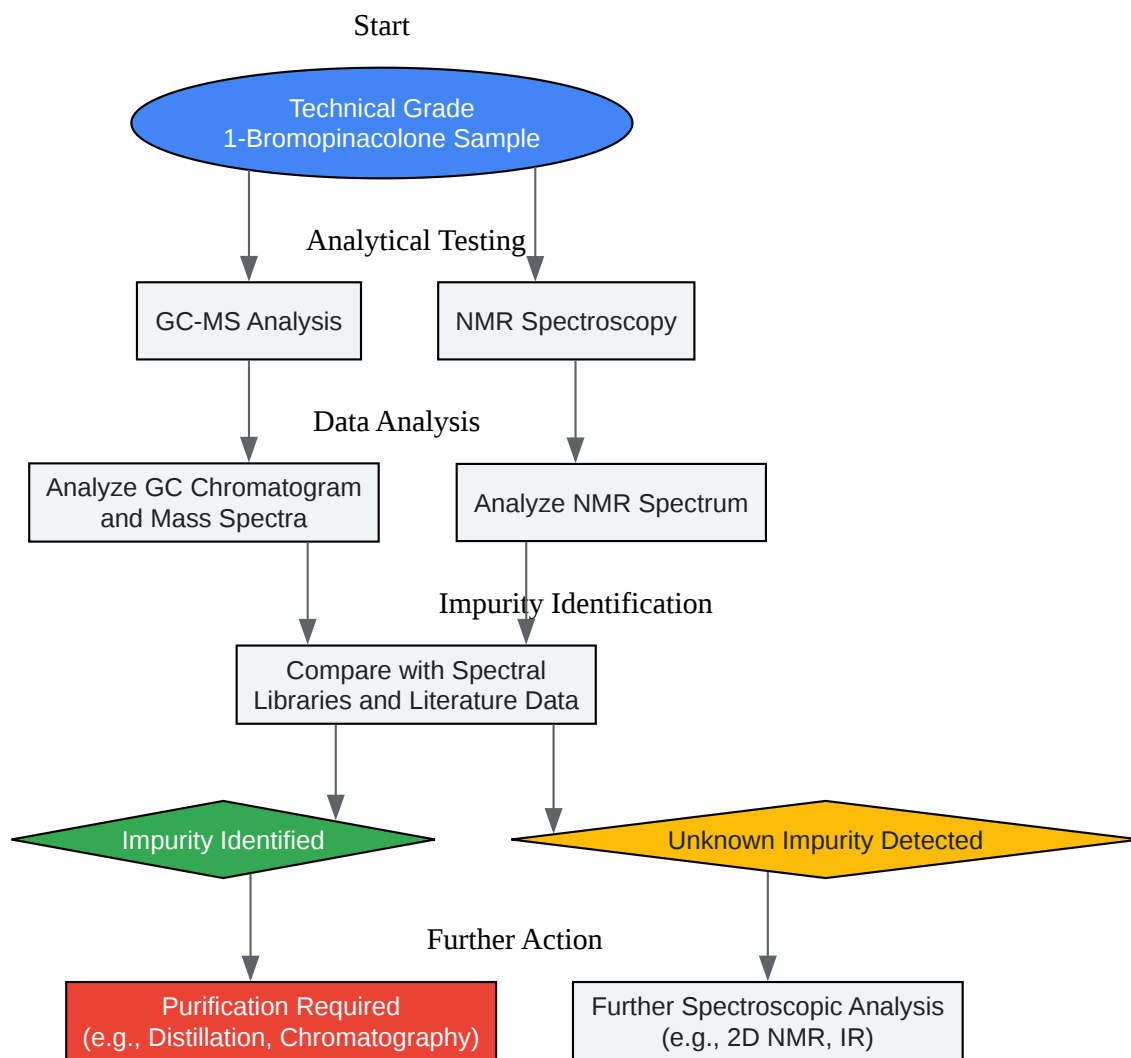 Start
Technical Grade
1-Bromopinacolone Sample
Analytical Testing
GC-MS Analysis
NMR Spectroscopy
Data Analysis
Analyze GC Chromatogram
and Mass Spectra
Analyze NMR Spectrum
Impurity Identification
Compare with Spectral
Libraries and Literature Data
Impurity Identified
Unknown Impurity Detected
Further Action
Purification Required
(e.g., Distillation, Chromatography)
Further Spectroscopic Analysis
(e.g., 2D NMR, IR)